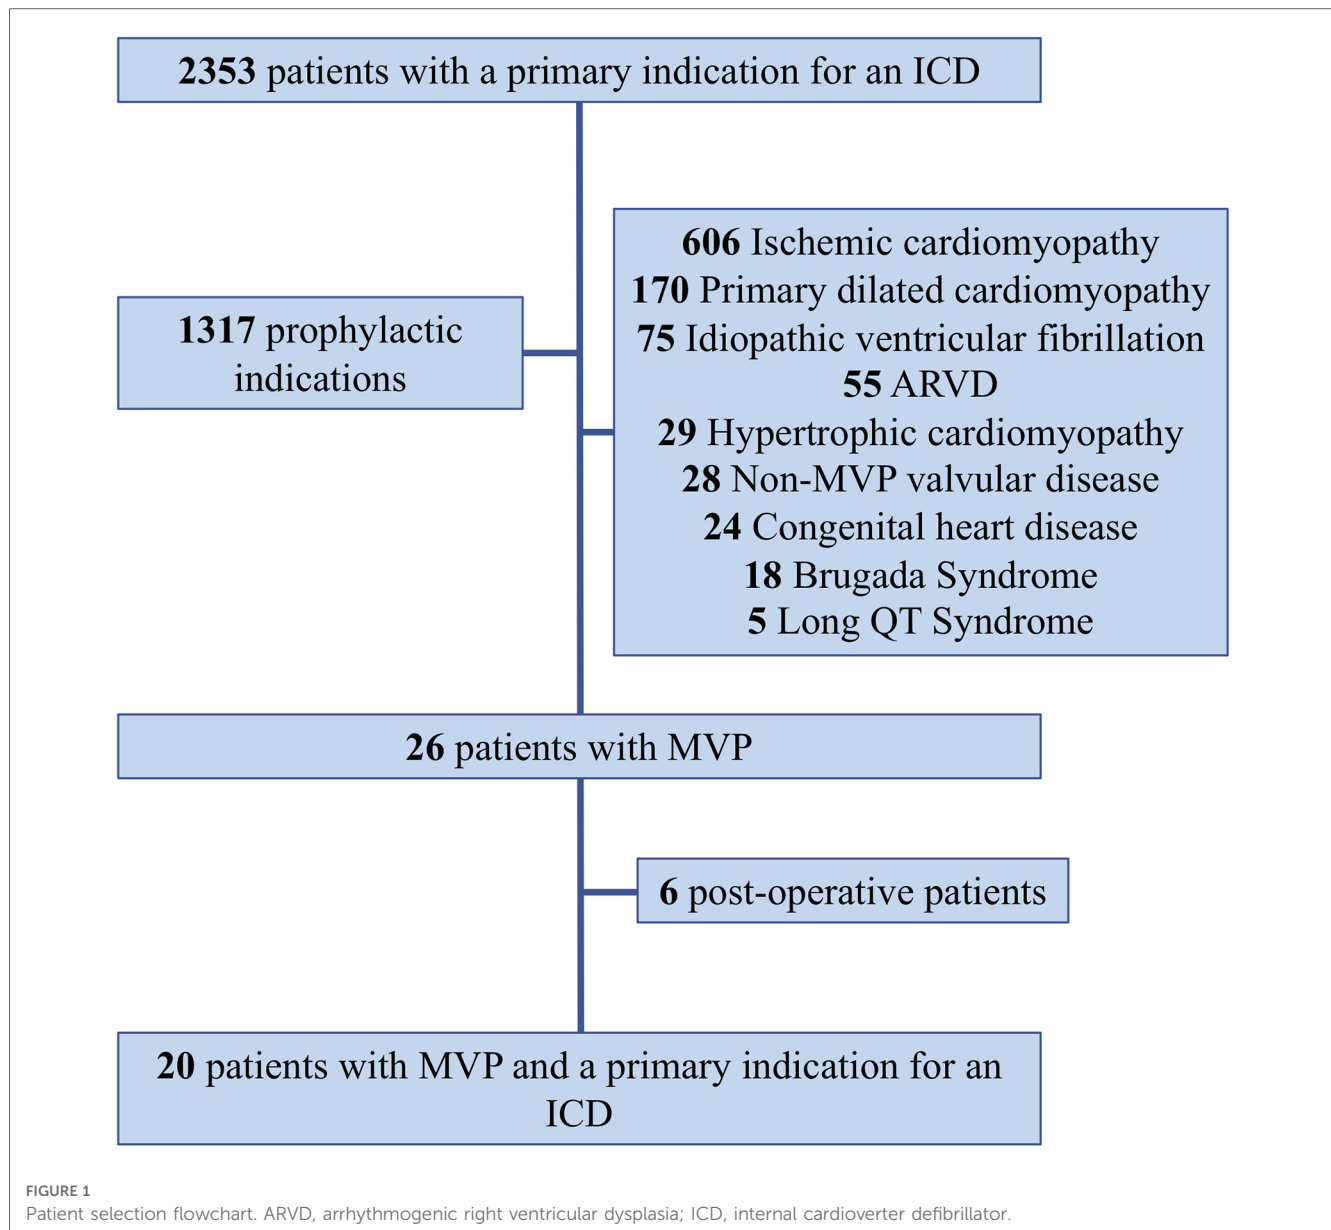 2353 patients with a primary indication for an ICD
1317 prophylactic
indications
606 Ischemic cardiomyopathy
170 Primary dilated cardiomyopathy
75 Idiopathic ventricular fibrillation
55 ARVD
29 Hypertrophic cardiomyopathy
28 Non-MVP valvular disease
24 Congenital heart disease
18 Brugada Syndrome
5 Long QT Syndrome
26 patients with MVP
6 post-operative patients
20 patients with MVP and a primary indication for an
ICD
FIGURE 1
Patient selection flowchart. ARVD, arrhythmogenic right ventricular dysplasia; ICD, internal cardioverter defibrillator.